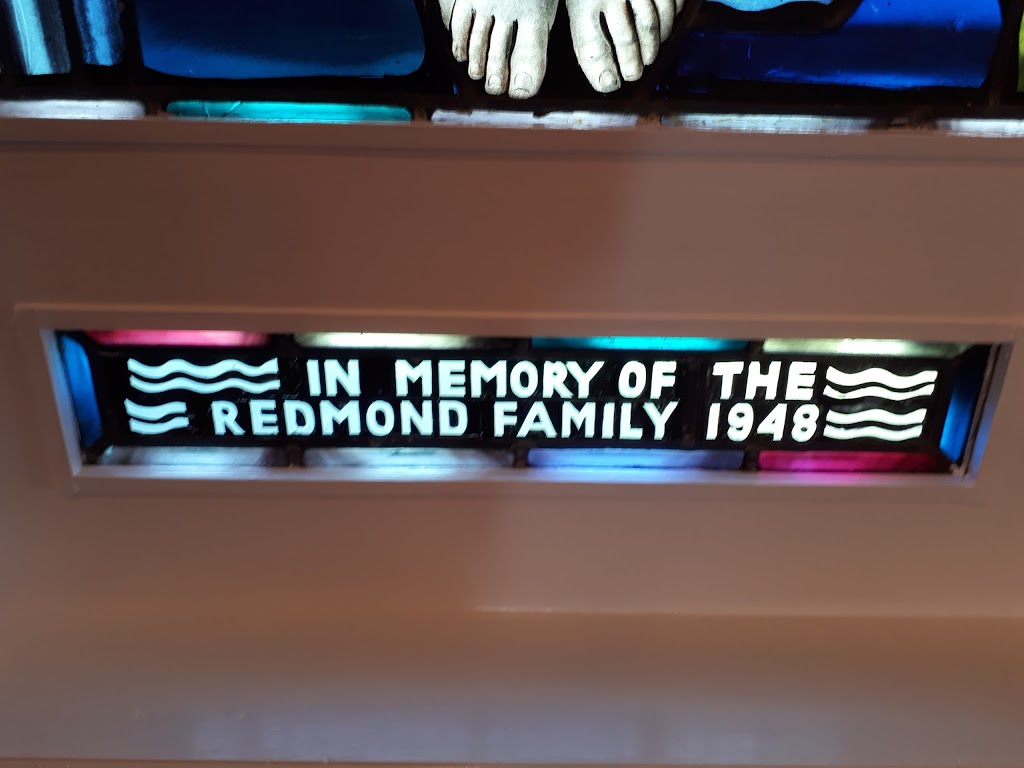 IN MEMORY OF THE
REDMOND FAMILY 1948